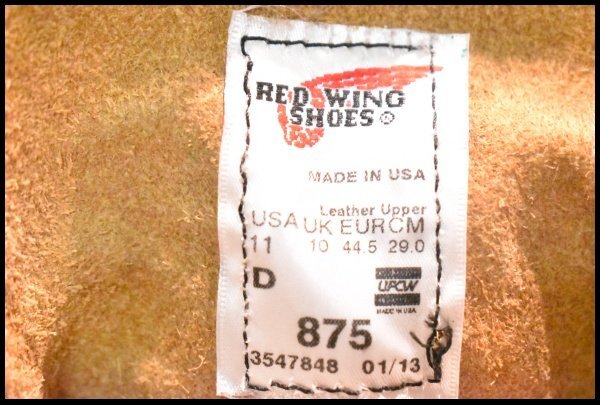 RED WING
SHOES®
MADE IN USA
Leather Upper
USA UK EUR CM
11 10 44.5 29.0
D
UFCW
MADE IN USA
875
3547848 01/13